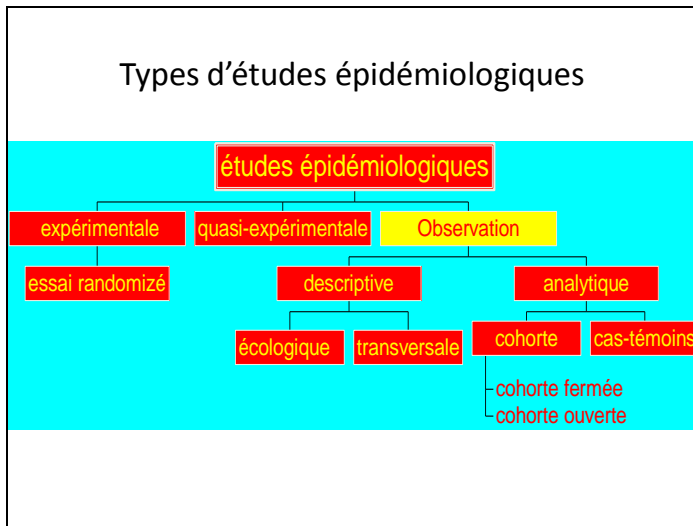 Types d'études épidémiologiques
études épidémiologiques
expérimentale
quasi-expérimentale
Observation
essai randomizé
descriptive
analytique
écologique
transversale
cohorte
cas-témoins
cohorte fermée
cohorte ouverte